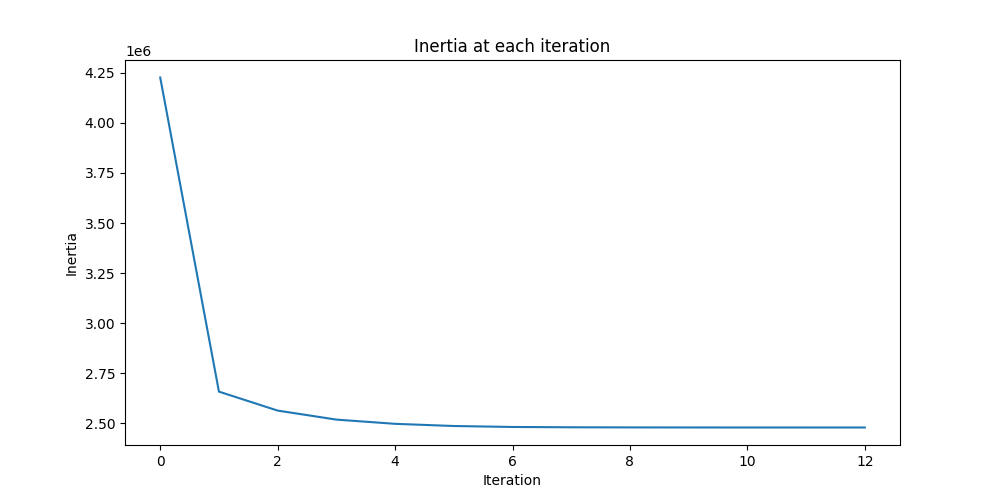 Inertia at each iteration
1e6
4.25
4.00
3.75
3.50
3.25
3.00
2.75
2.50
Inertia
0 2 4 6 8 10 12
Iteration